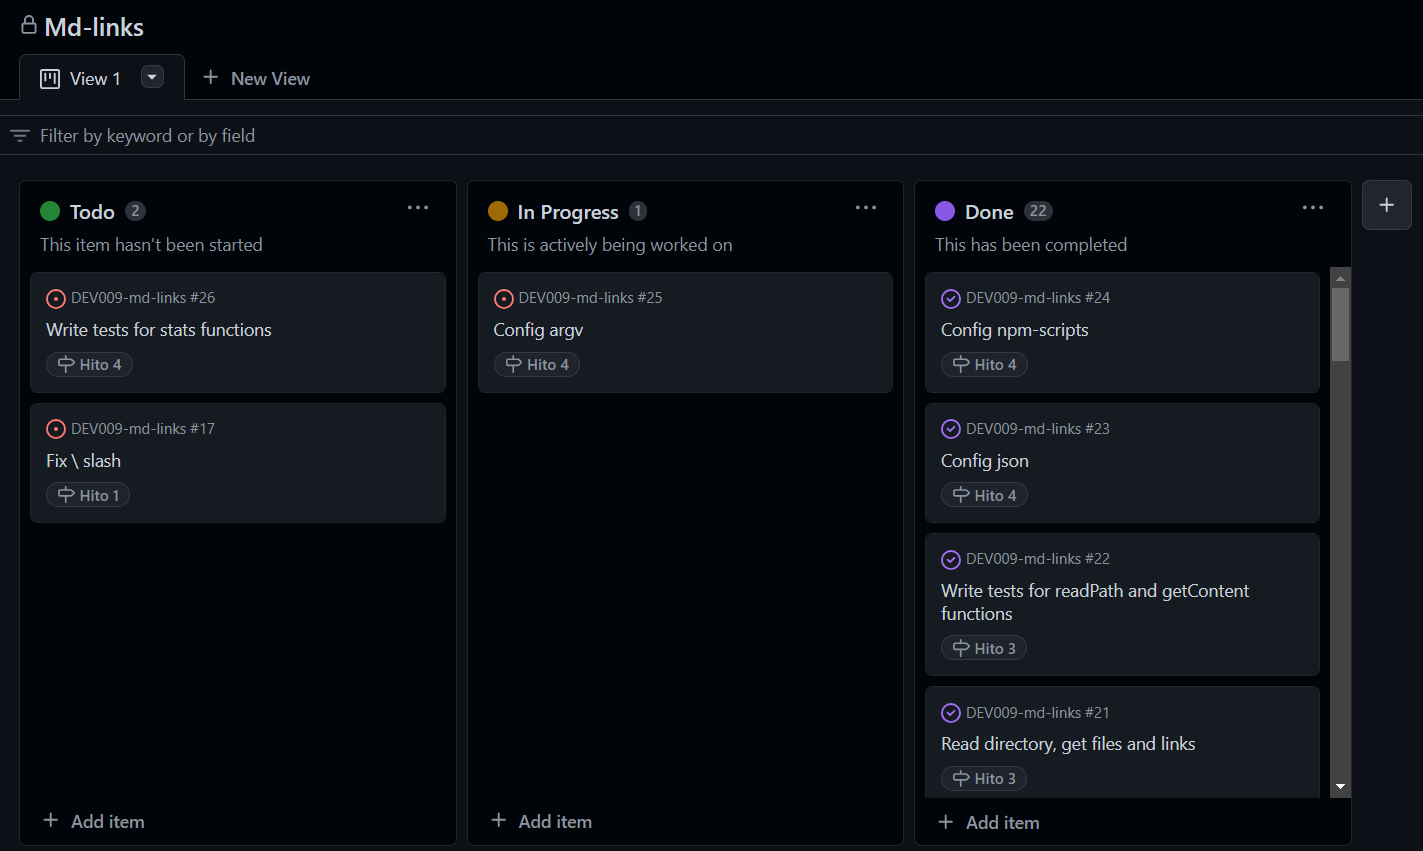 Md-links
View 1
New View
Filter by keyword or by field
Todo 2
This item hasn't been started
DEV009-md-links #26
Write tests for stats functions
Hito 4
DEV009-md-links #17
Fix \ slash
Hito 1
Add item
In Progress 1
This is actively being worked on
DEV009-md-links #25
Config argv
Hito 4
Add item
Done 22
This has been completed
DEV009-md-links #24
Config npm-scripts
Hito 4
DEV009-md-links #23
Config json
Hito 4
DEV009-md-links #22
Write tests for readPath and getContent
functions
Hito 3
DEV009-md-links #21
Read directory, get files and links
Hito 3
Add item